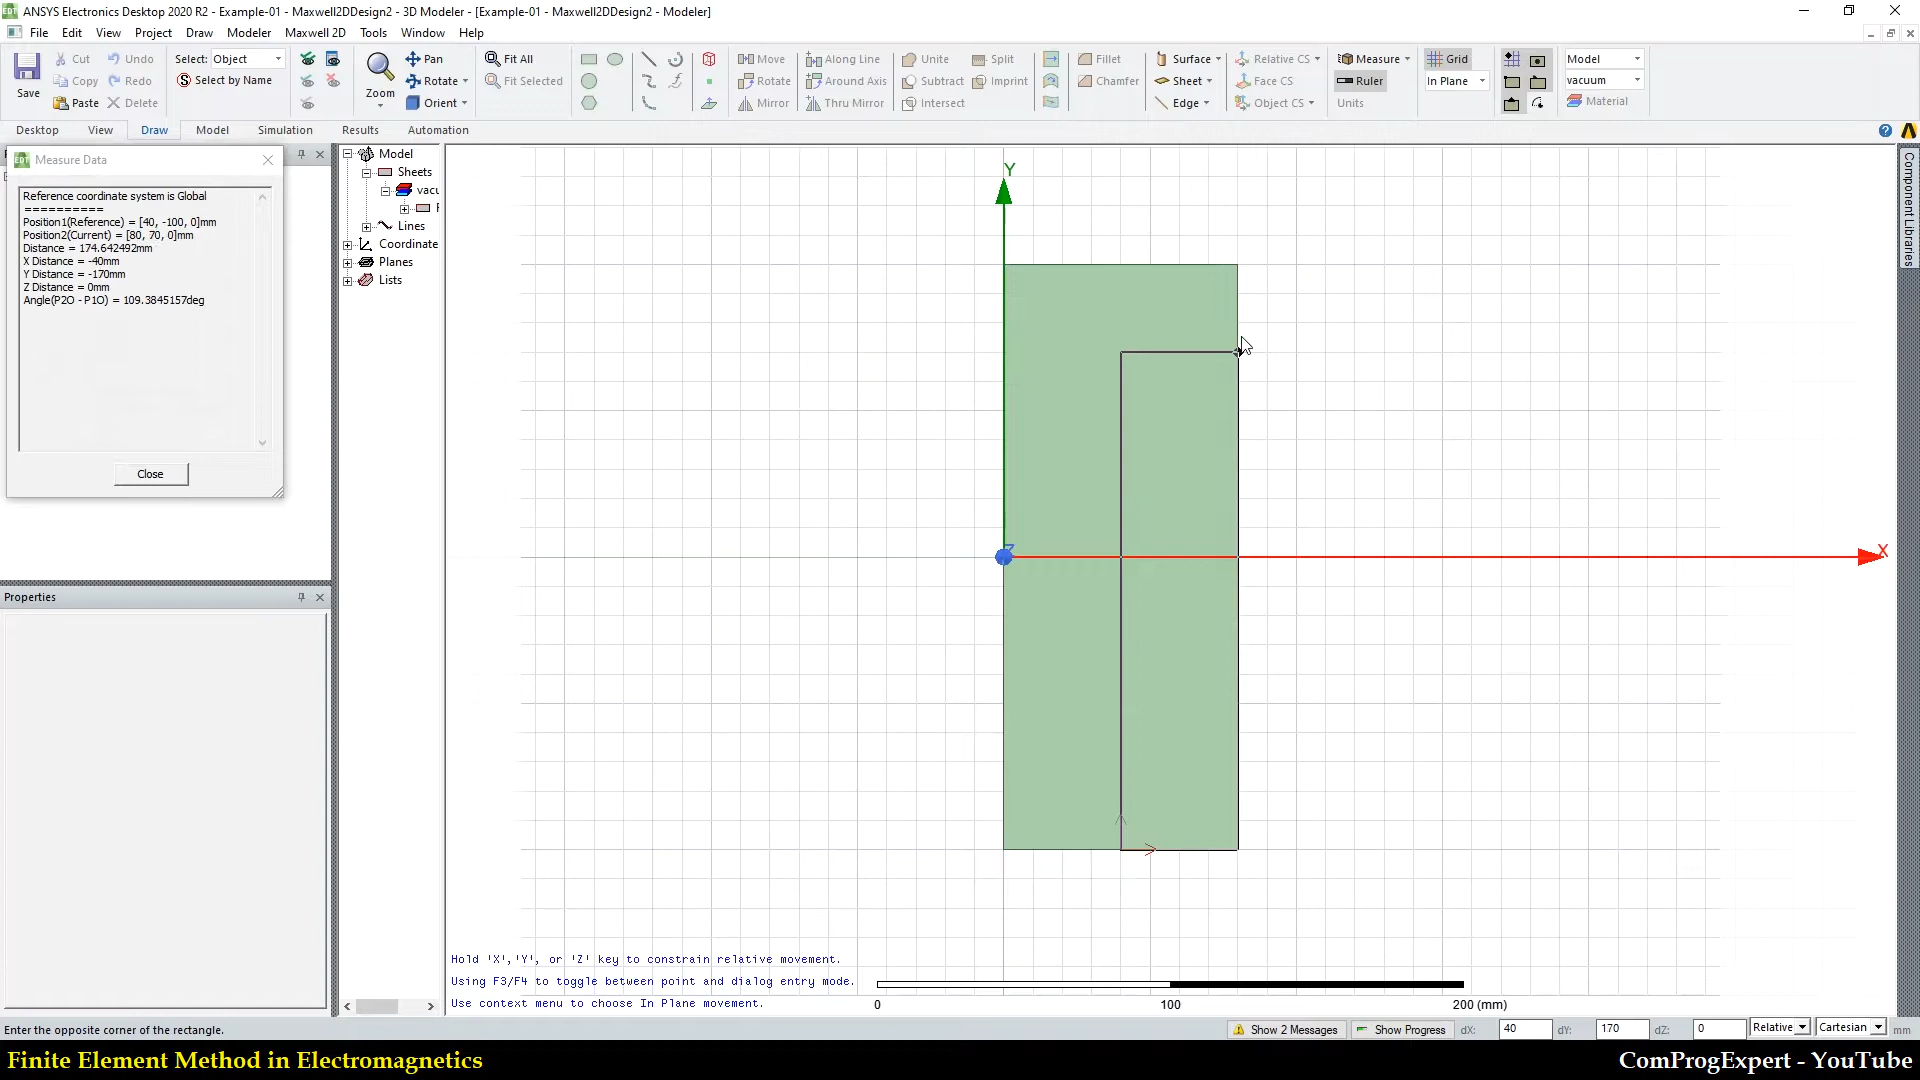 ANSYS Electronics Desktop 2020 R2 - Example-01 - Maxwell2DDesign2 - 3D Modeler - [Example-01 - Maxwell2DDesign2 - Modeler]
File Edit View Project Draw Modeler Maxwell 2D Tools Window Help
Save
Cut
Copy
Paste
Undo
Redo
Delete
Select: Object
Select by Name
Zoom
Pan
Rotate
Orient
Fit All
Fit Selected
Move
Rotate
Mirror
Along Line
Around Axis
Thru Mirror
Unite
Subtract
Intersect
Split
Imprint
Fillet
Chamfer
Surface
Sheet
Edge
Relative CS
Face CS
Object CS
Measure
Ruler
Units
Grid
In Plane
Model
vacuum
Material
Desktop View Draw Model Simulation Results Automation
Measure Data
Reference coordinate system is Global
==========
Position1(Reference) = [40, -100, 0]mm
Position2(Current) = [80, 70, 0]mm
Distance = 174.642492mm
X Distance = -40mm
Y Distance = -170mm
Z Distance = 0mm
Angle(P2O - P1O) = 109.3845157deg
Close
Properties
Model
Sheets
vacu
Lines
Coordinate
Planes
Lists
Y
Z
X
Component Libraries
Hold 'X','Y', or 'Z' key to constrain relative movement.
Using F3/F4 to toggle between point and dialog entry mode.
Use context menu to choose In Plane movement.
0 100 200 (mm)
Enter the opposite corner of the rectangle.
Show 2 Messages Show Progress dX: 40 dY: 170 dZ: 0 Relative Cartesian mm
Finite Element Method in Electromagnetics
ComProgExpert - YouTube